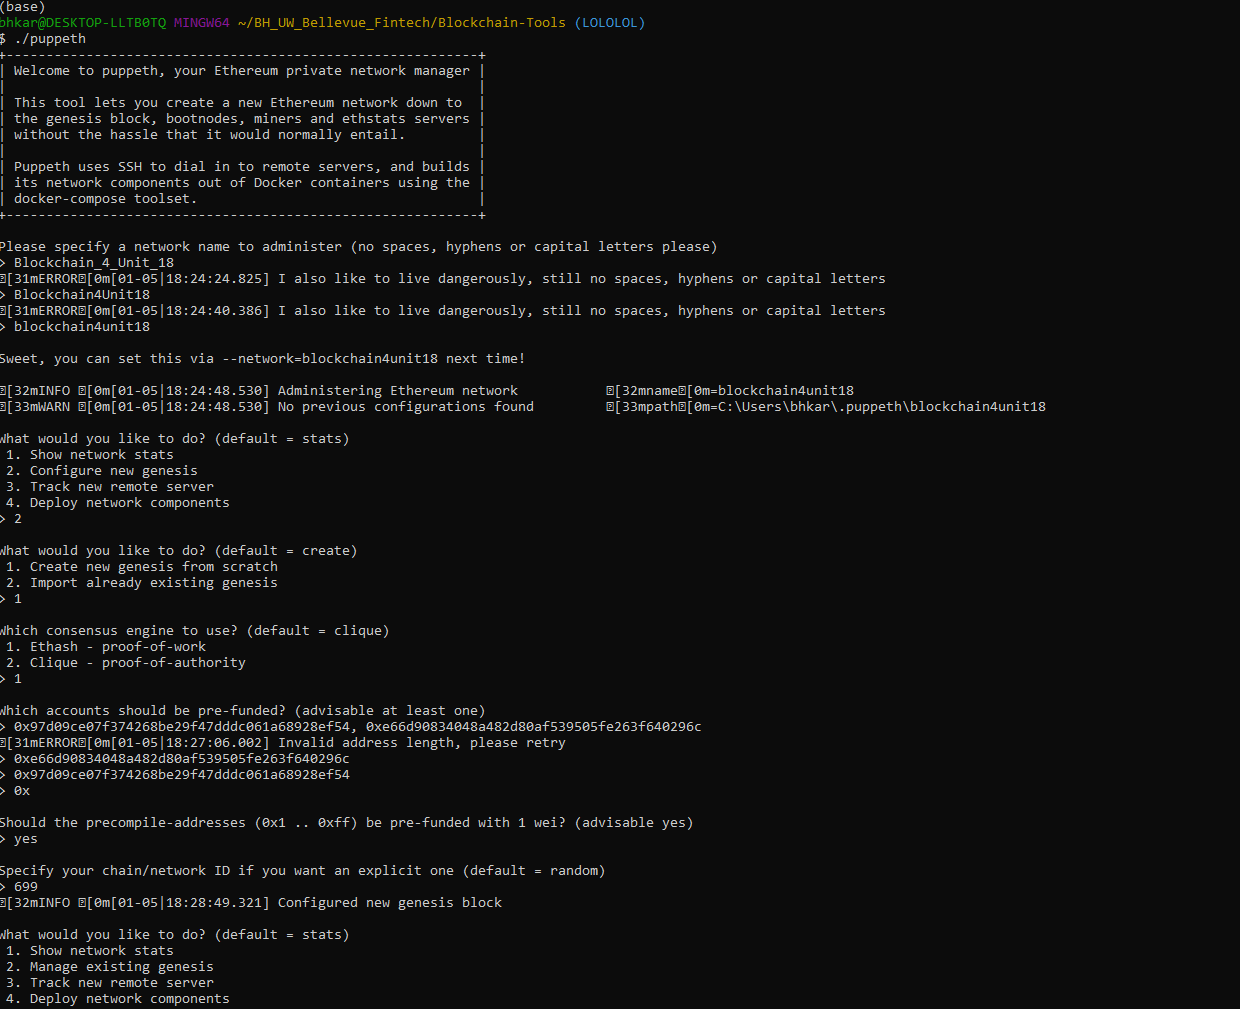 (base)
bhkar@DESKTOP-LLTB0TQ MINGW64 ~/BH_UW_Bellevue_Fintech/Blockchain-Tools (LOLOLOL)
$ ./puppeth
+-----------------------------------------------------------+
| Welcome to puppeth, your Ethereum private network manager |
|                                                           |
| This tool lets you create a new Ethereum network down to  |
| the genesis block, bootnodes, miners and ethstats servers |
| without the hassle that it would normally entail.         |
|                                                           |
| Puppeth uses SSH to dial in to remote servers, and builds |
| its network components out of Docker containers using the |
| docker-compose toolset.                                   |
+-----------------------------------------------------------+
Please specify a network name to administer (no spaces, hyphens or capital letters please)
> Blockchain_4_Unit_18
[31mERROR[0m[01-05|18:24:24.825] I also like to live dangerously, still no spaces, hyphens or capital letters
> Blockchain4Unit18
[31mERROR[0m[01-05|18:24:40.386] I also like to live dangerously, still no spaces, hyphens or capital letters
> blockchain4unit18
Sweet, you can set this via --network=blockchain4unit18 next time!
[32mINFO [0m[01-05|18:24:48.530] Administering Ethereum network           [32mname[0m=blockchain4unit18
[33mWARN [0m[01-05|18:24:48.530] No previous configurations found         [33mpath[0m=C:\Users\bhkar\.puppeth\blockchain4unit18
What would you like to do? (default = stats)
 1. Show network stats
 2. Configure new genesis
 3. Track new remote server
 4. Deploy network components
> 2
What would you like to do? (default = create)
 1. Create new genesis from scratch
 2. Import already existing genesis
> 1
Which consensus engine to use? (default = clique)
 1. Ethash - proof-of-work
 2. Clique - proof-of-authority
> 1
Which accounts should be pre-funded? (advisable at least one)
> 0x97d09ce07f374268be29f47dddc061a68928ef54, 0xe66d90834048a482d80af539505fe263f640296c
[31mERROR[0m[01-05|18:27:06.002] Invalid address length, please retry
> 0xe66d90834048a482d80af539505fe263f640296c
> 0x97d09ce07f374268be29f47dddc061a68928ef54
> 0x
Should the precompile-addresses (0x1 .. 0xff) be pre-funded with 1 wei? (advisable yes)
> yes
Specify your chain/network ID if you want an explicit one (default = random)
> 699
[32mINFO [0m[01-05|18:28:49.321] Configured new genesis block
What would you like to do? (default = stats)
 1. Show network stats
 2. Manage existing genesis
 3. Track new remote server
 4. Deploy network components